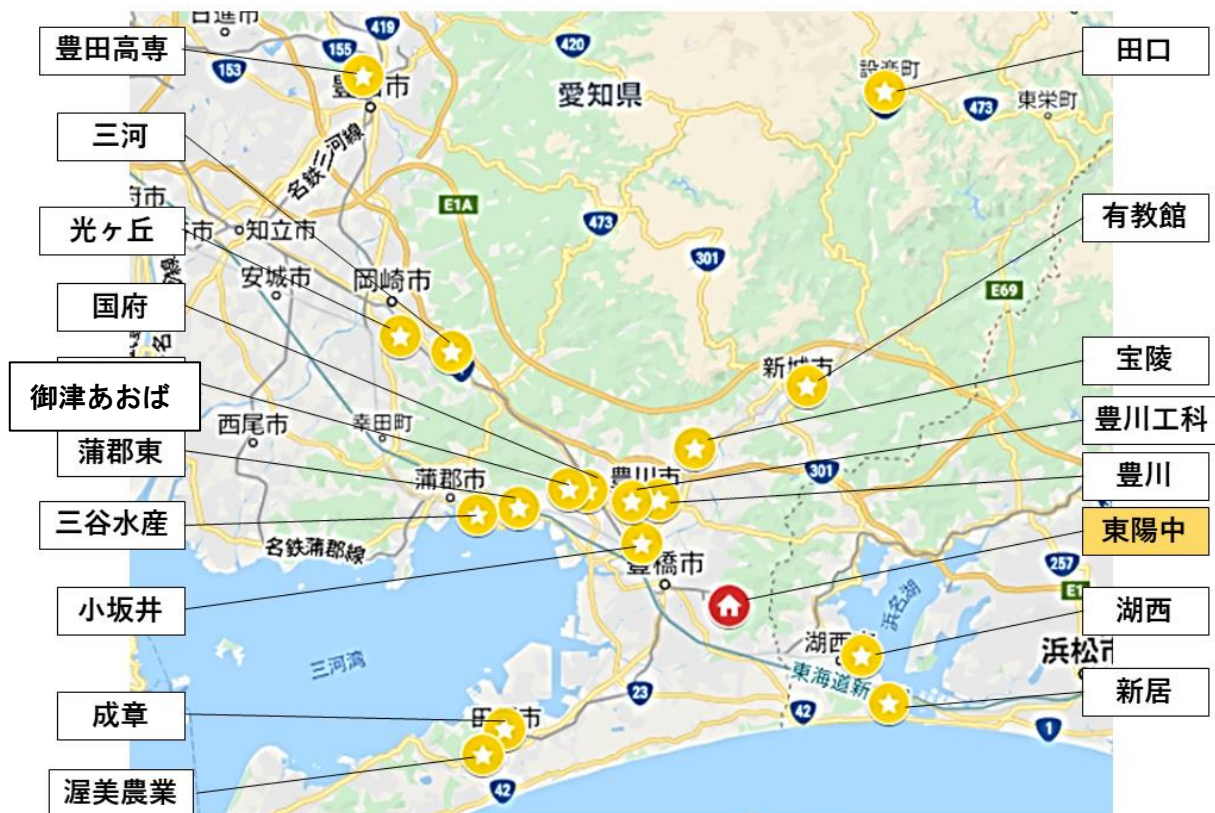 豊田高専
三河
光ヶ丘
国府
御津あおば
蒲郡東
三谷水産
小坂井
成章
渥美農業
田口
有教館
宝陵
豊川工科
豊川
東陽中
湖西
新居
419
155
153
420
愛知県
設楽町
473
東栄町
名鉄三河線
E1A
473
301
知立市
安城市
岡崎市
E69
新城市
西尾市
幸田町
蒲郡市
豊川市
301
名鉄蒲郡線
豊橋市
257
浜名湖
三河湾
浜松市
東海道新
23
42
1
42